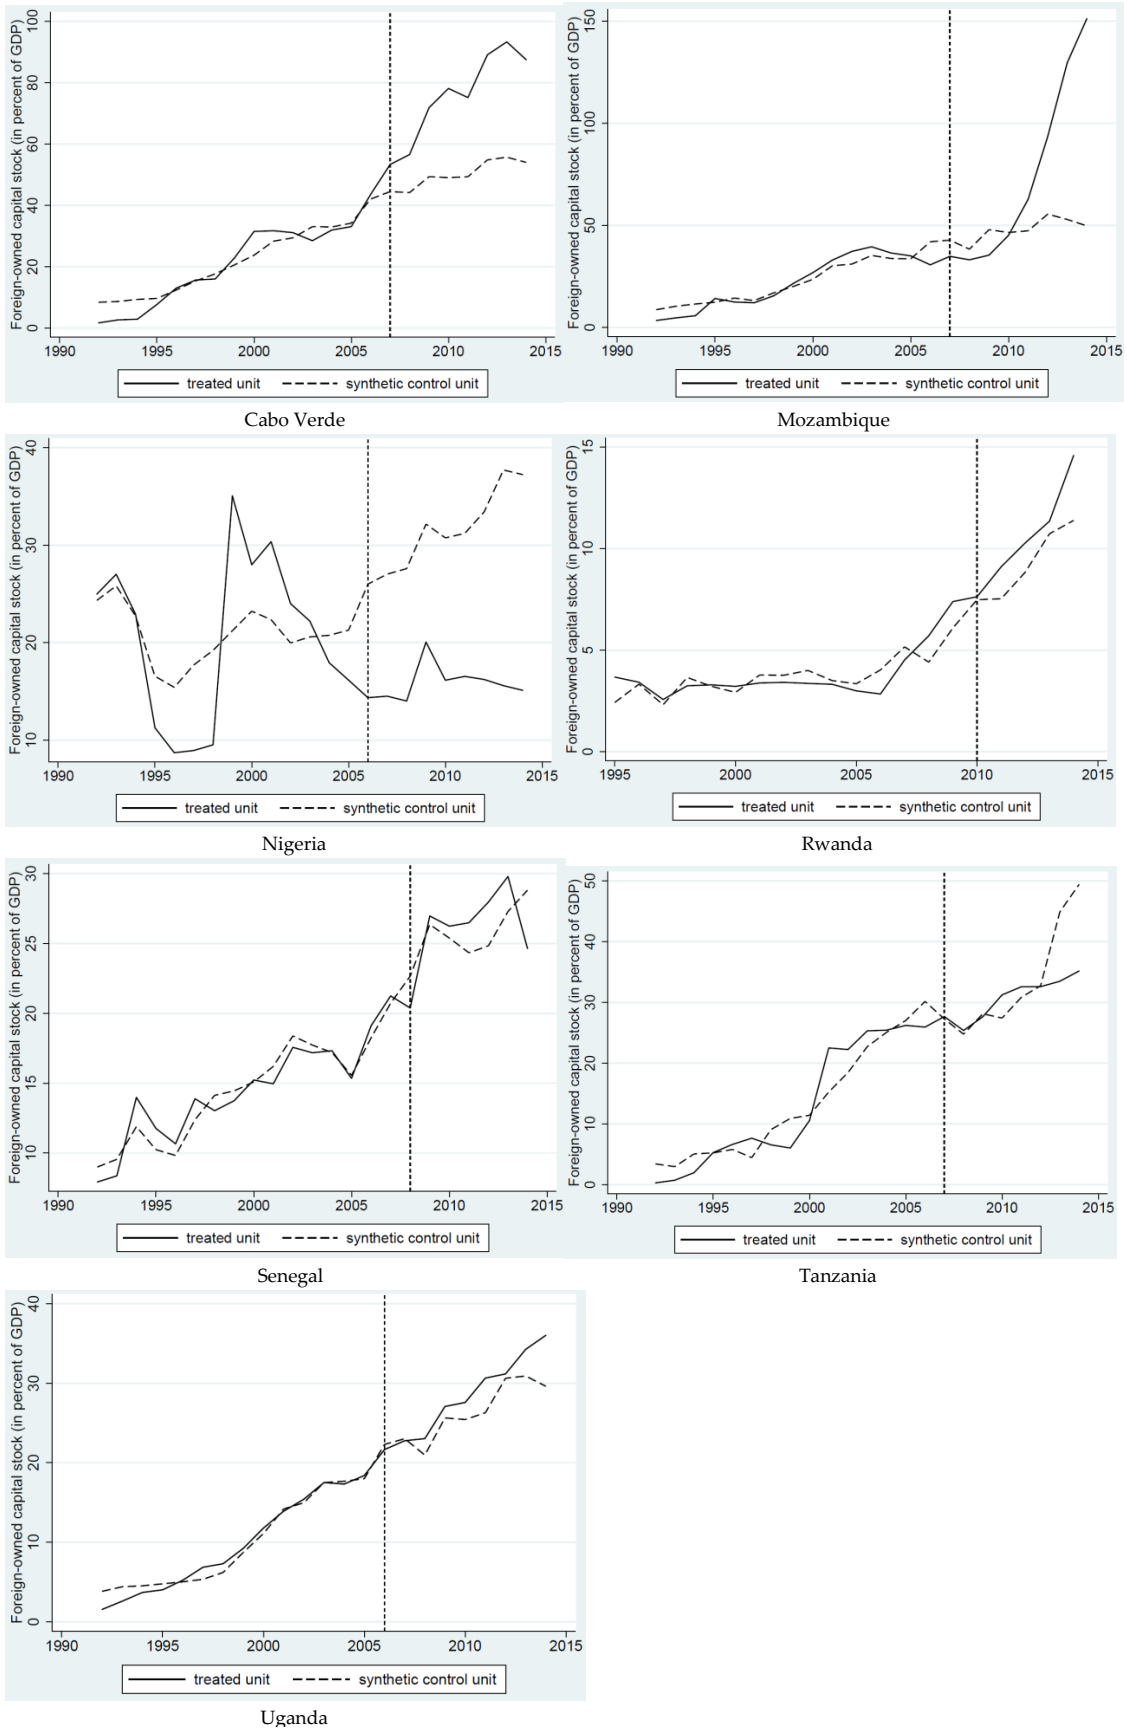 Foreign-owned capital stock (in percent of GDP)
100
80
60
40
20
0
1990 1995 2000 2005 2010 2015
treated unit synthetic control unit
Cabo Verde
Foreign-owned capital stock (in percent of GDP)
150
100
50
0
1990 1995 2000 2005 2010 2015
treated unit synthetic control unit
Mozambique
Foreign-owned capital stock (in percent of GDP)
40
30
20
10
1990 1995 2000 2005 2010 2015
treated unit synthetic control unit
Nigeria
Foreign-owned capital stock (in percent of GDP)
15
10
5
0
1995 2000 2005 2010 2015
treated unit synthetic control unit
Rwanda
Foreign-owned capital stock (in percent of GDP)
30
25
20
15
10
1990 1995 2000 2005 2010 2015
treated unit synthetic control unit
Senegal
Foreign-owned capital stock (in percent of GDP)
50
40
30
20
10
0
1990 1995 2000 2005 2010 2015
treated unit synthetic control unit
Tanzania
Foreign-owned capital stock (in percent of GDP)
40
30
20
10
0
1990 1995 2000 2005 2010 2015
treated unit synthetic control unit
Uganda